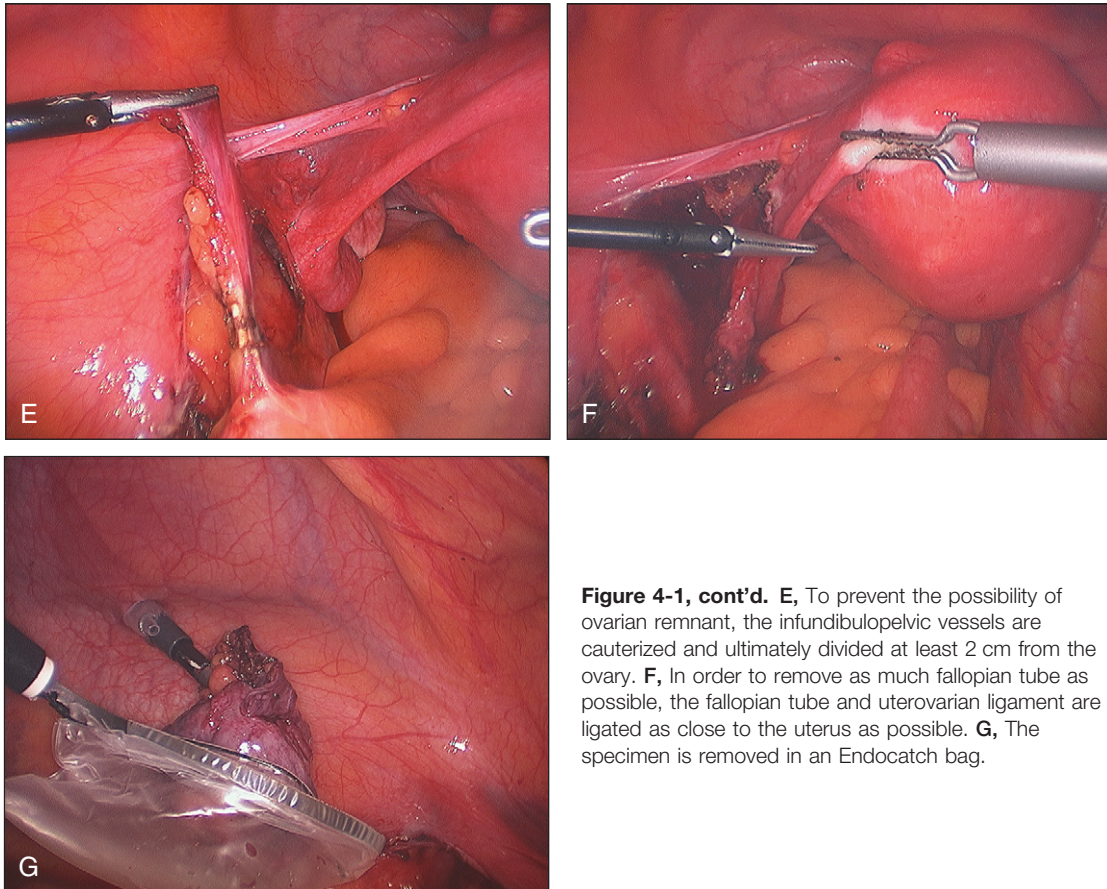 E
F
G
Figure 4-1, cont'd. E, To prevent the possibility of
ovarian remnant, the infundibulopelvic vessels are
cauterized and ultimately divided at least 2 cm from the
ovary. F, In order to remove as much fallopian tube as
possible, the fallopian tube and uterovarian ligament are
ligated as close to the uterus as possible. G, The
specimen is removed in an Endocatch bag.